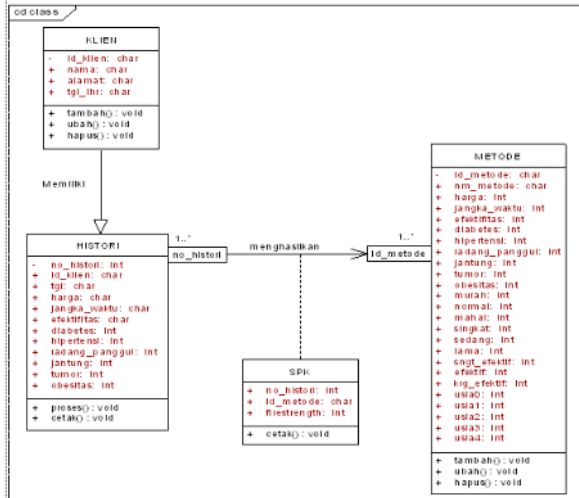 cd class
KLIEN
- id_klien: char
+ nama: char
+ alamat: char
+ tgl_lhr: char
+ tambah(): void
+ ubah(): void
+ hapus(): void
Memiliki
HISTORI
- no_histori: int
+ id_klien: char
+ tgl: char
+ harga: char
+ jangka_waktu: char
+ efektifitas: char
+ diabetes: int
+ hipertensi: int
+ radang_panggul: int
+ jantung: int
+ tumor: int
+ obesitas: int
+ proses(): void
+ cetak(): void
1..*
no_histori
menghasilkan
1..*
id_metode
SPK
+ no_histori: int
+ id_metode: char
+ firestrength: int
+ cetak(): void
METODE
- id_metode: char
+ nm_metode: char
+ harga: int
+ jangka_waktu: int
+ efektifitas: int
+ diabetes: int
+ hipertensi: int
+ radang_panggul: int
+ jantung: int
+ tumor: int
+ obesitas: int
+ murah: int
+ normal: int
+ mahal: int
+ singkat: int
+ sedang: int
+ lama: int
+ sngt_efektif: int
+ efektif: int
+ krg_efektif: int
+ usia0: int
+ usia1: int
+ usia2: int
+ usia3: int
+ usia4: int
+ tambah(): void
+ ubah(): void
+ hapus(): void